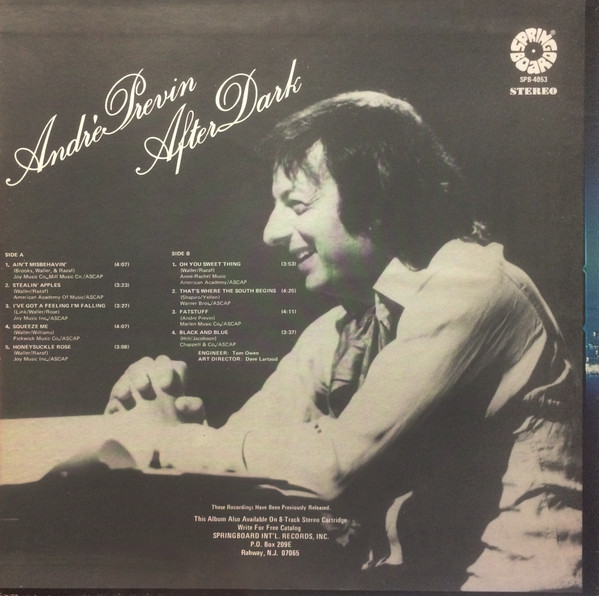 SPRINGBOARD
SPB-4053
STEREO
André Previn
After Dark
SIDE A
1. AIN'T MISBEHAVIN' (4:07)
(Brooks, Waller, & Razaf)
Joy Music Co., Mill Music Co./ASCAP
2. STEALIN' APPLES (3:23)
(Waller/Razaf)
American Academy Of Music/ASCAP
3. I'VE GOT A FEELING I'M FALLING (3:27)
(Link/Waller/Rose)
Joy Music Inc./ASCAP
4. SQUEEZE ME (4:07)
(Waller/Williams)
Pickwick Music Co./ASCAP
5. HONEYSUCKLE ROSE (3:08)
(Waller/Razaf)
Joy Music Inc./ASCAP
SIDE B
1. OH YOU SWEET THING (3:53)
(Waller/Razaf)
Anne-Rachel Music
American Academy/ASCAP
2. THAT'S WHERE THE SOUTH BEGINS (4:25)
(Shapiro/Yellen)
Warner Bros./ASCAP
3. FATSTUFF (4:11)
(André Previn)
Marlen Music Co./ASCAP
4. BLACK AND BLUE (3:37)
(Hill/Jacobson)
Chappell & Co./ASCAP
ENGINEER: Tom Owen
ART DIRECTOR: Dave Lartaud
These Recordings Have Been Previously Released.
This Album Also Available On 8-Track Stereo Cartridge
Write For Free Catalog
SPRINGBOARD INT'L. RECORDS, INC.
P.O. Box 209E
Rahway, N.J. 07065